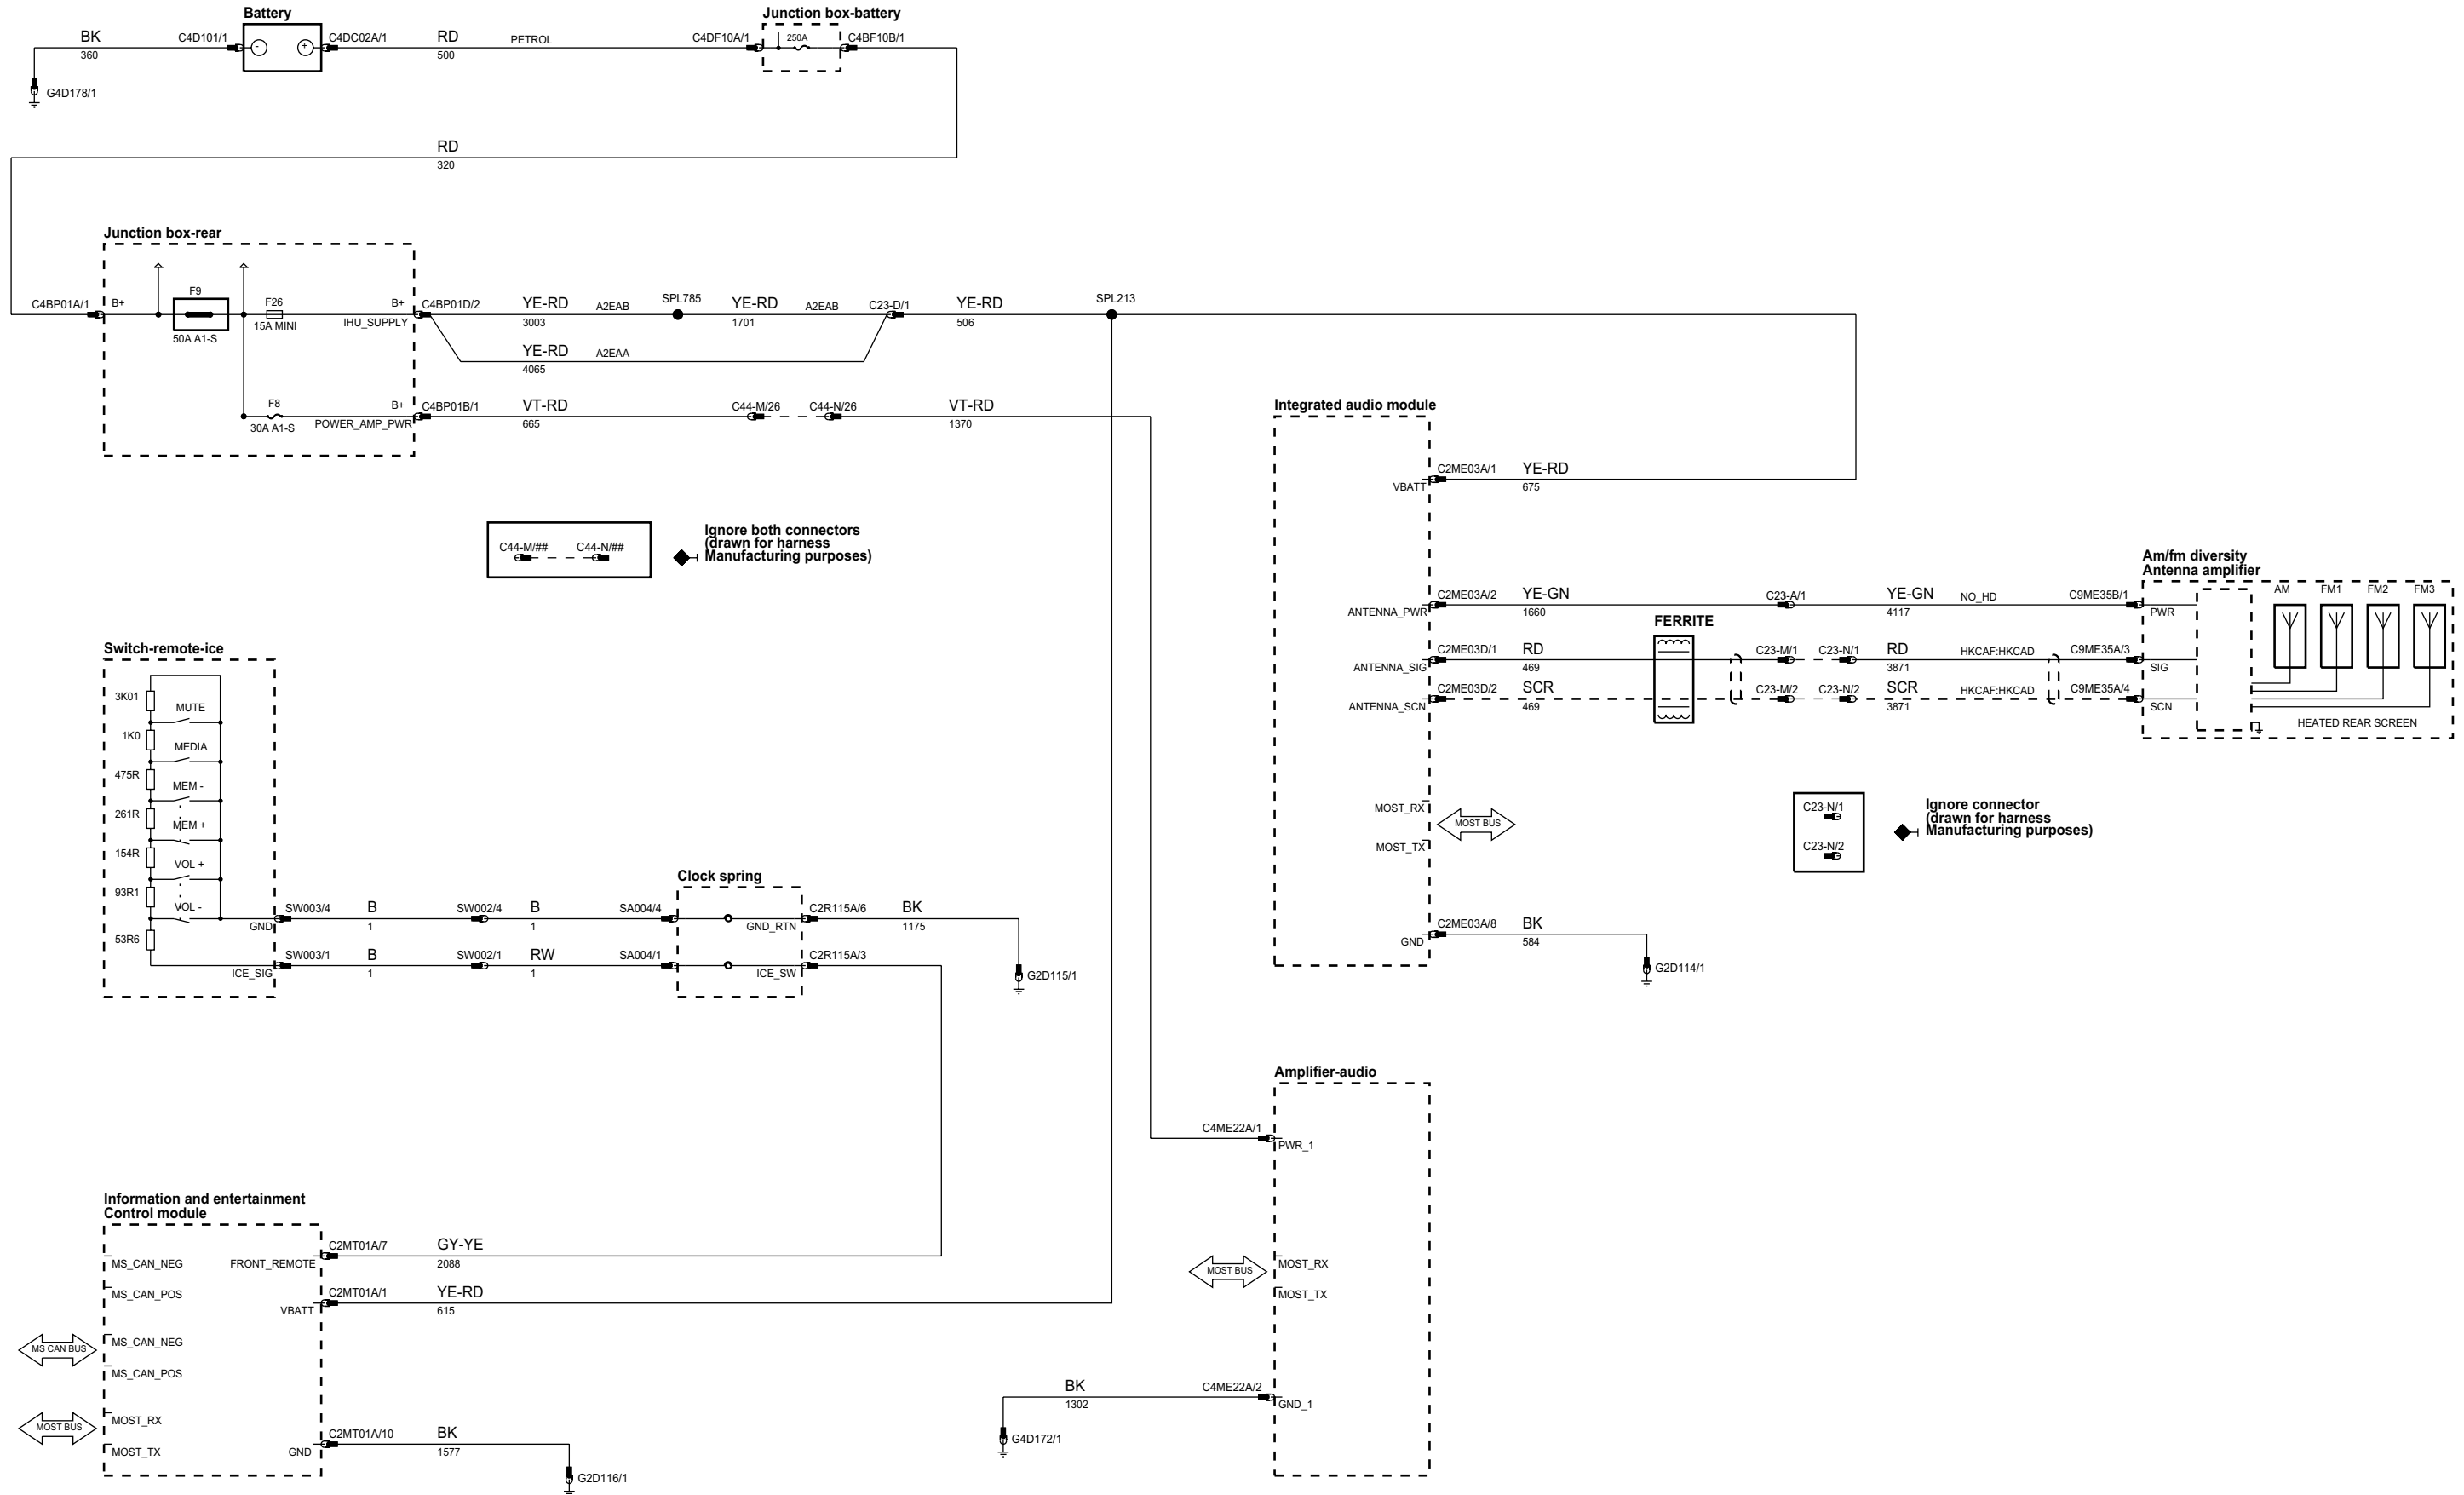 Battery
Junction box-battery
BK
360
C4D101/1
-
+
C4DC02A/1
RD
500
PETROL
C4DF10A/1
250A
C4BF10B/1
G4D178/1
RD
320
Junction box-rear
C4BP01A/1
B+
F9
50A A1-S
F26
15A MINI
B+
IHU_SUPPLY
C4BP01D/2
YE-RD
3003
A2EAB
SPL785
YE-RD
1701
A2EAB
C23-D/1
YE-RD
506
SPL213
YE-RD
4065
A2EAA
F8
30A A1-S
B+
POWER_AMP_PWR
C4BP01B/1
VT-RD
665
C44-M/26
C44-N/26
VT-RD
1370
C44-M/##
C44-N/##
Ignore both connectors
(drawn for harness
Manufacturing purposes)
Integrated audio module
VBATT
C2ME03A/1
YE-RD
675
ANTENNA_PWR
C2ME03A/2
YE-GN
1660
C23-A/1
YE-GN
4117
NO_HD
C9ME35B/1
PWR
FERRITE
ANTENNA_SIG
C2ME03D/1
RD
469
C23-M/1
C23-N/1
RD
3871
HKCAF:HKCAD
C9ME35A/3
SIG
ANTENNA_SCN
C2ME03D/2
SCR
469
C23-M/2
C23-N/2
SCR
3871
HKCAF:HKCAD
C9ME35A/4
SCN
Am/fm diversity
Antenna amplifier
AM
FM1
FM2
FM3
HEATED REAR SCREEN
MOST_RX
MOST BUS
MOST_TX
C23-N/1
C23-N/2
Ignore connector
(drawn for harness
Manufacturing purposes)
GND
C2ME03A/8
BK
584
G2D114/1
Switch-remote-ice
3K01
MUTE
1K0
MEDIA
475R
MEM -
261R
MEM +
154R
VOL +
93R1
VOL -
53R6
GND
SW003/4
B
1
SW002/4
B
1
SA004/4
Clock spring
GND_RTN
C2R115A/6
BK
1175
G2D115/1
ICE_SIG
SW003/1
B
1
SW002/1
RW
1
SA004/1
ICE_SW
C2R115A/3
Amplifier-audio
C4ME22A/1
PWR_1
MOST BUS
MOST_RX
MOST_TX
BK
1302
C4ME22A/2
GND_1
G4D172/1
Information and entertainment
Control module
MS_CAN_NEG
FRONT_REMOTE
C2MT01A/7
GY-YE
2088
MS_CAN_POS
VBATT
C2MT01A/1
YE-RD
615
MS CAN BUS
MS_CAN_NEG
MS_CAN_POS
MOST BUS
MOST_RX
MOST_TX
GND
C2MT01A/10
BK
1577
G2D116/1